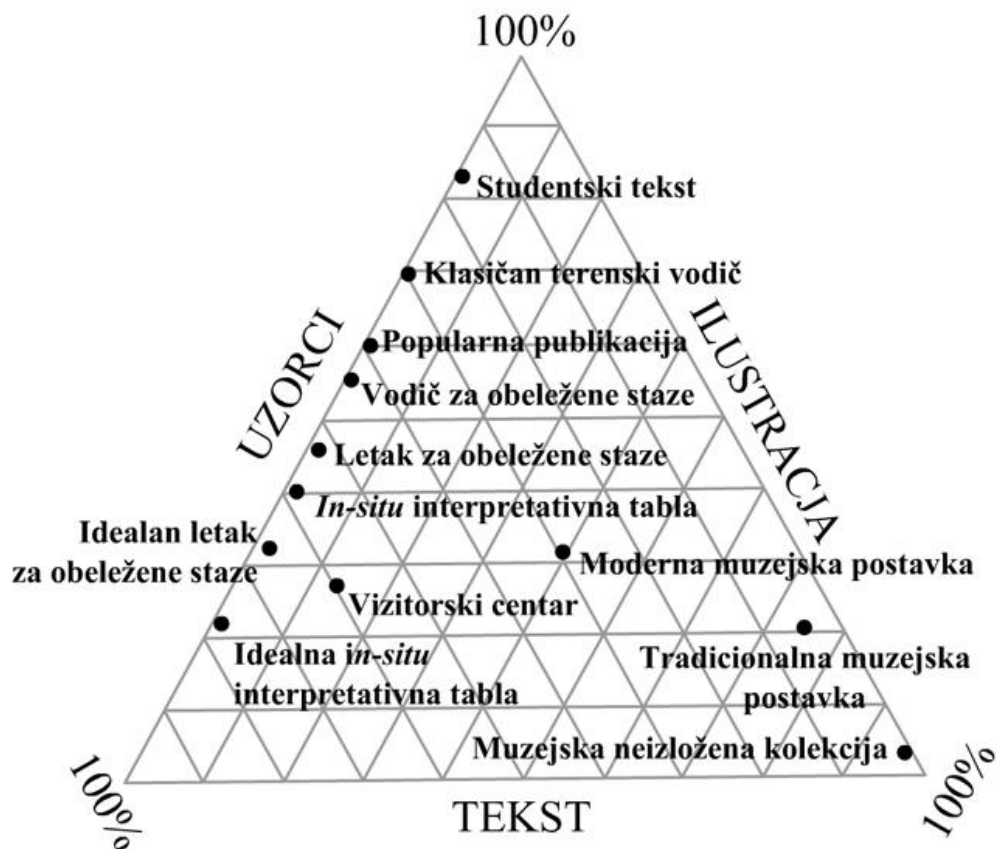 100%
Studentski tekst
Klasičan terenski vodič
Popularna publikacija
Vodič za obeležene staze
Letak za obeležene staze
In-situ interpretativna tabla
Idealan letak
za obeležene staze
Moderna muzejska postavka
Vizitorski centar
Idealna in-situ
interpretativna tabla
Tradicionalna muzejska
postavka
Muzejska neizložena kolekcija
UZORCI
ILUSTRACJA
100%
TEKST
100%